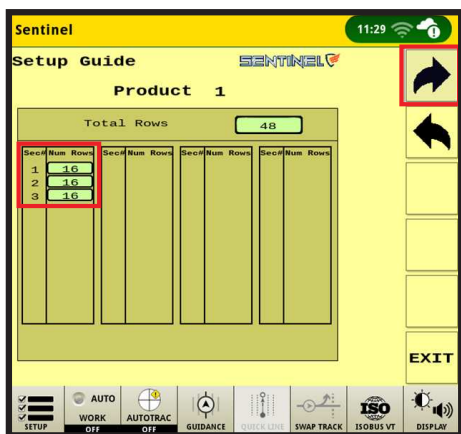 Sentinel 11:29
Setup Guide SENTINEL
Product 1
Total Rows 48
Sec# Num Rows Sec# Num Rows Sec# Num Rows Sec# Num Rows
1 16
2 16
3 16
EXIT
SETUP
AUTO
WORK
OFF
AUTOTRAC
OFF
GUIDANCE
QUICK LINE
SWAP TRACK
ISO
ISOBUS VT
DISPLAY